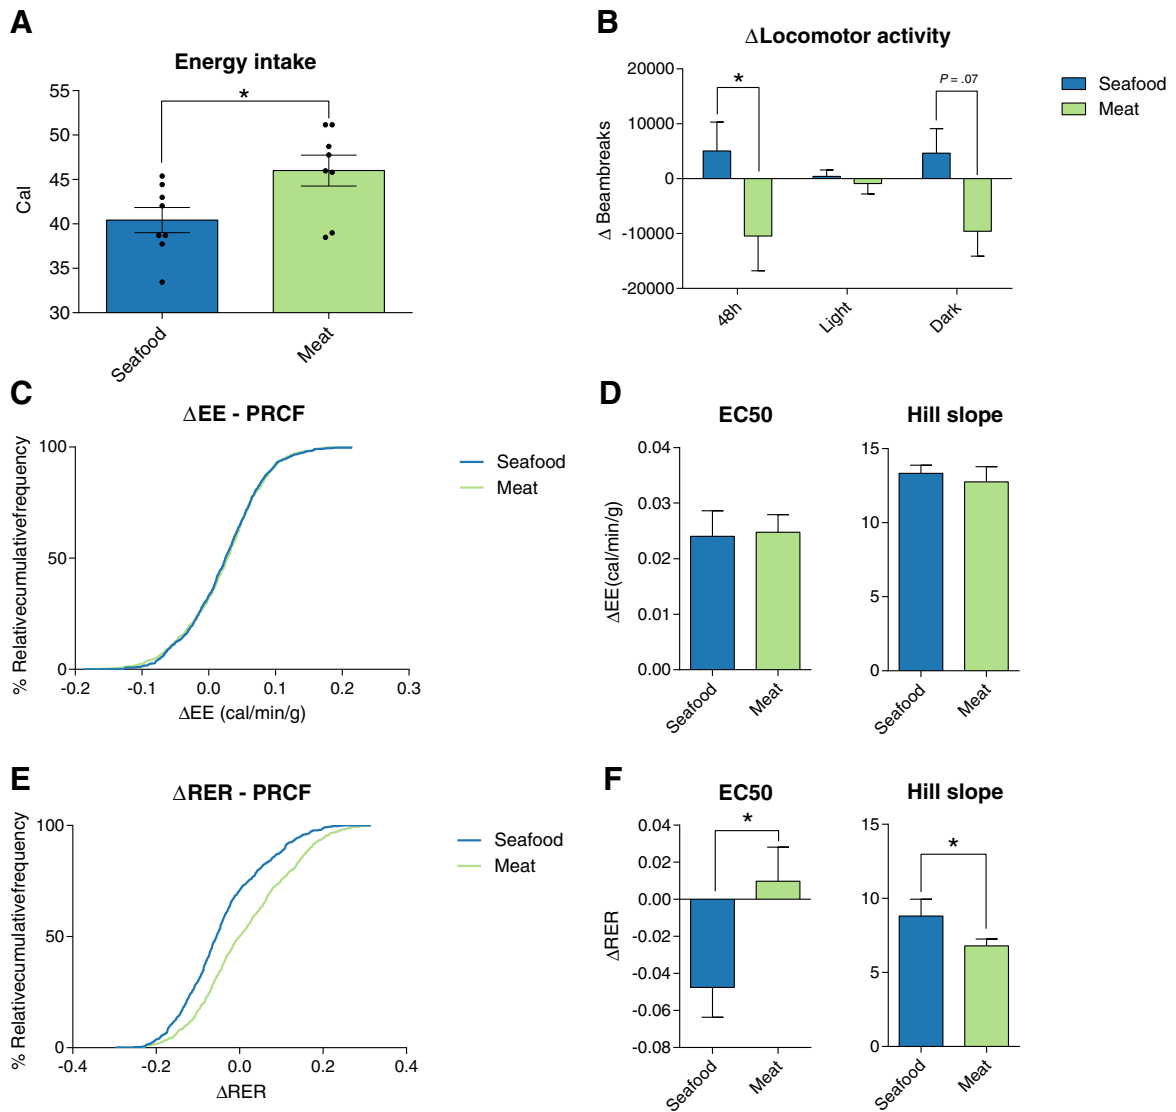 A
Energy intake
Cal
55
50
45
40
35
30
*
Seafood
Meat
B
ΔLocomotor activity
Δ Beambreaks
20000
10000
0
-10000
-20000
*
P = .07
48h
Light
Dark
Seafood
Meat
C
ΔEE - PRCF
% Relativecumulativefrequency
100
50
0
-0.2
-0.1
0.0
0.1
0.2
0.3
ΔEE (cal/min/g)
Seafood
Meat
D
EC50
ΔEE(cal/min/g)
0.04
0.03
0.02
0.01
0.00
Seafood
Meat
Hill slope
15
10
5
0
Seafood
Meat
E
ΔRER - PRCF
% Relativecumulativefrequency
100
50
0
-0.4
-0.2
0.0
0.2
0.4
ΔRER
Seafood
Meat
F
EC50
ΔRER
0.04
0.02
0.00
-0.02
-0.04
-0.06
-0.08
*
Seafood
Meat
Hill slope
15
10
5
0
*
Seafood
Meat